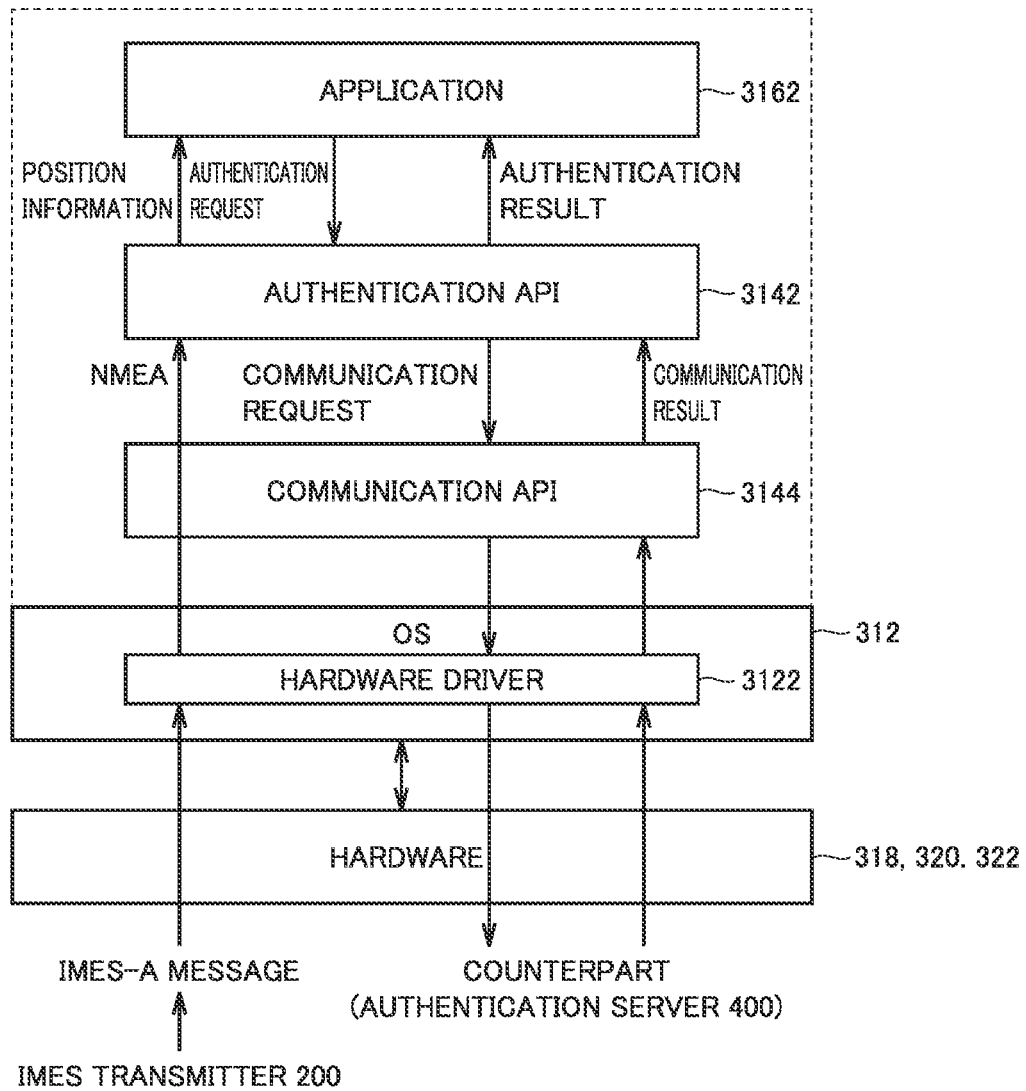 APPLICATION
3162
POSITION
INFORMATION
AUTHENTICATION
REQUEST
AUTHENTICATION
RESULT
AUTHENTICATION API
3142
NMEA
COMMUNICATION
REQUEST
COMMUNICATION
RESULT
COMMUNICATION API
3144
OS
312
HARDWARE DRIVER
3122
HARDWARE
318, 320. 322
IMES-A MESSAGE
COUNTERPART
(AUTHENTICATION SERVER 400)
IMES TRANSMITTER 200